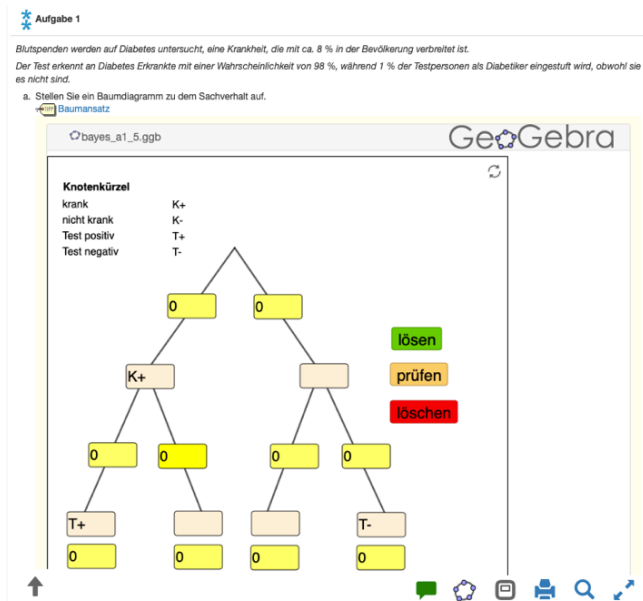 Aufgabe 1
Blutspenden werden auf Diabetes untersucht, eine Krankheit, die mit ca. 8 % in der Bevölkerung verbreitet ist.
Der Test erkennt an Diabetes Erkrankte mit einer Wahrscheinlichkeit von 98 %, während 1 % der Testpersonen als Diabetiker eingestuft wird, obwohl sie
es nicht sind.
a. Stellen Sie ein Baumdiagramm zu dem Sachverhalt auf.
Baumansatz
bayes_a1_5.ggb
GeoGebra
Knotenkürzel
krank K+
nicht krank K-
Test positiv T+
Test negativ T-
0 0
lösen
K+ prüfen
löschen
0 0 0 0
T+ T-
0 0 0 0